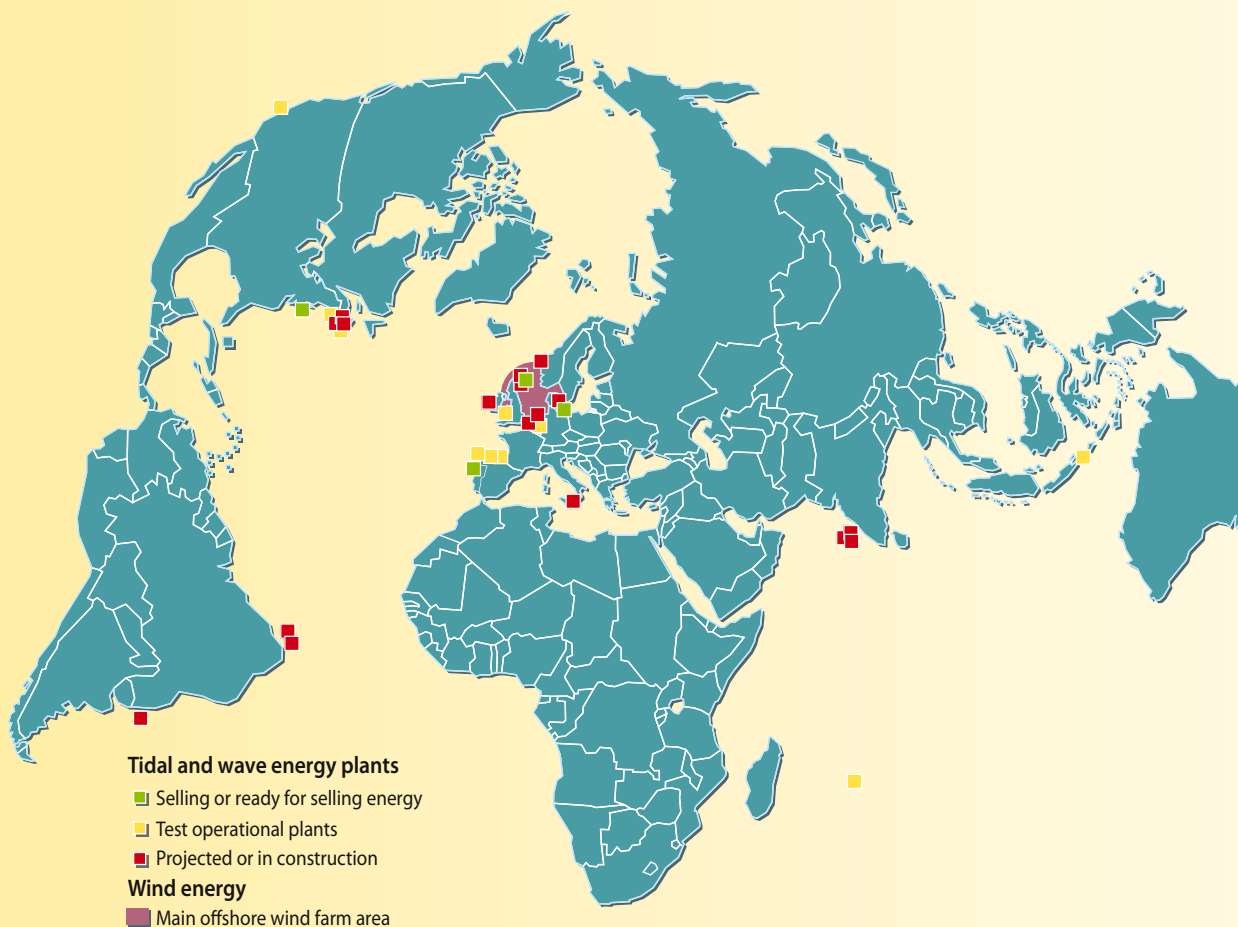 Tidal and wave energy plants
Selling or ready for selling energy
Test operational plants
Projected or in construction
Wind energy
Main offshore wind farm area